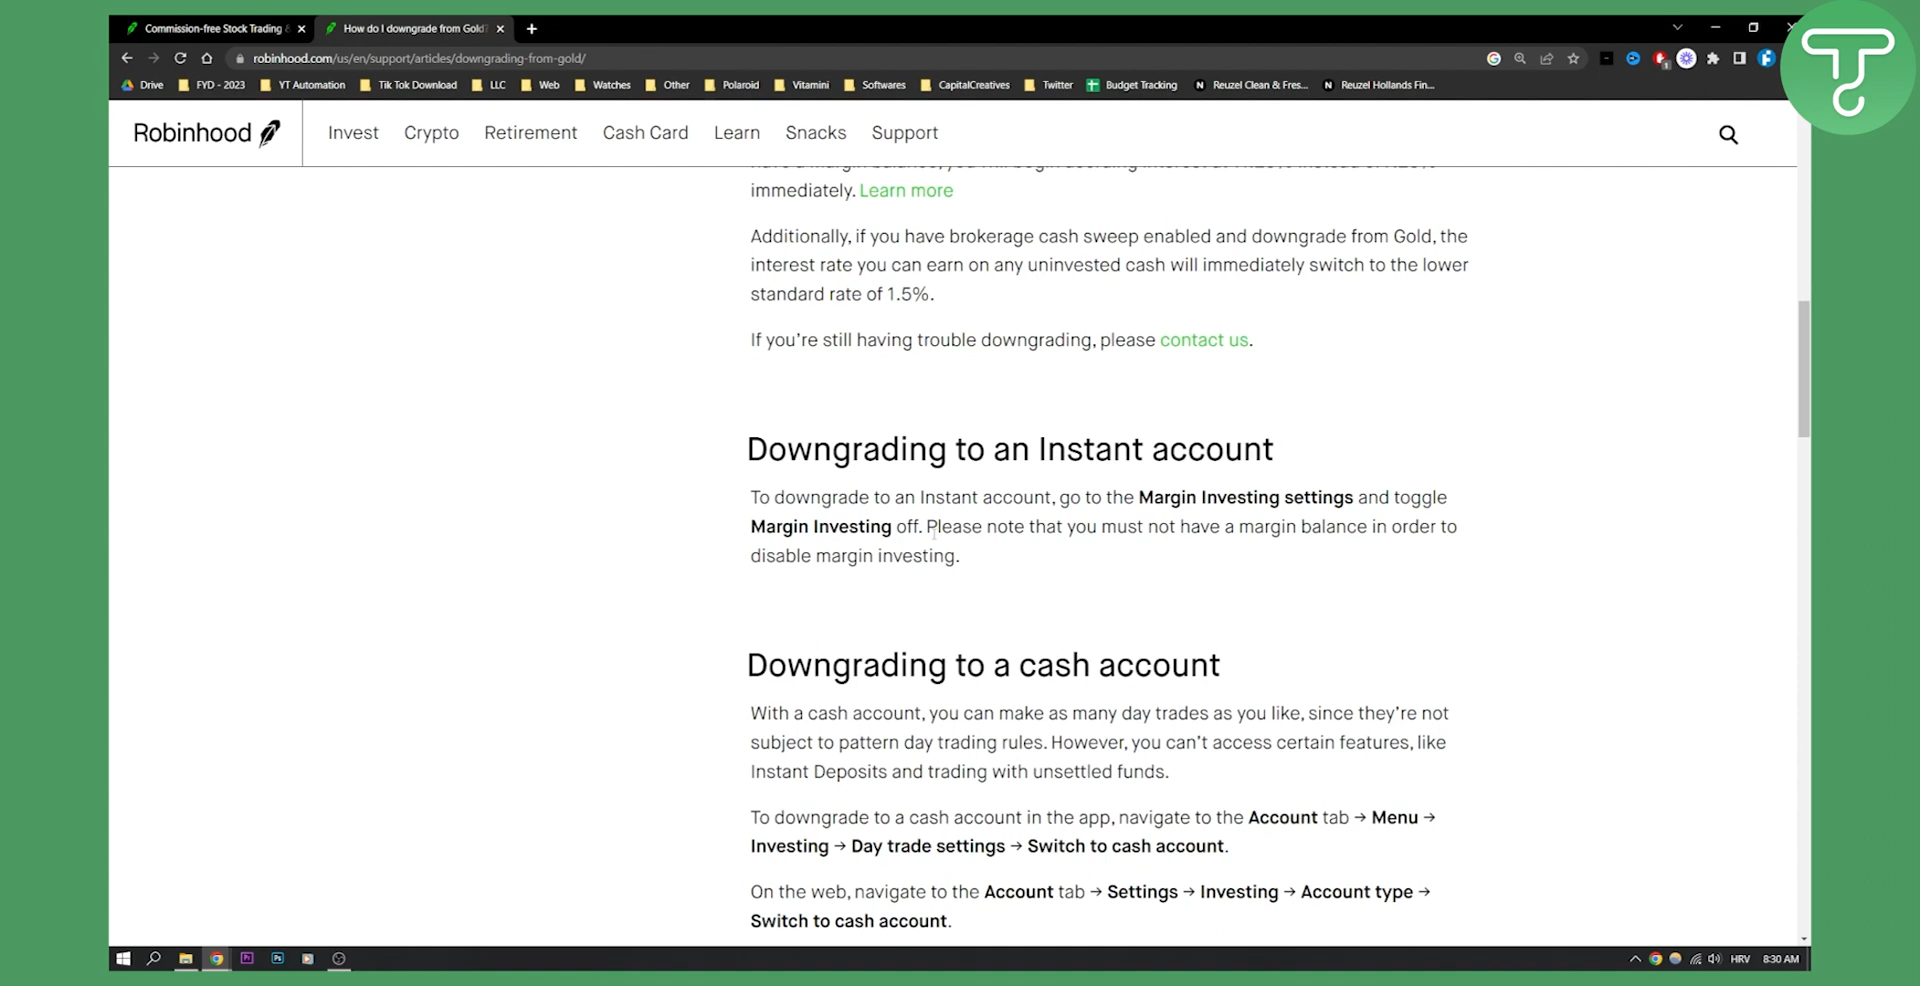 Commission-free Stock Trading &
How do I downgrade from Gold?
robinhood.com/us/en/support/articles/downgrading-from-gold/
Drive FYD - 2023 YT Automation Tik Tok Download LLC Web Watches Other Polaroid Vitamini Softwares CapitalCreatives Twitter Budget Tracking Reuzel Clean & Fres... Reuzel Hollands Fin...
Robinhood Invest Crypto Retirement Cash Card Learn Snacks Support
immediately. Learn more
Additionally, if you have brokerage cash sweep enabled and downgrade from Gold, the
interest rate you can earn on any uninvested cash will immediately switch to the lower
standard rate of 1.5%.
If you’re still having trouble downgrading, please contact us.
Downgrading to an Instant account
To downgrade to an Instant account, go to the Margin Investing settings and toggle
Margin Investing off. Please note that you must not have a margin balance in order to
disable margin investing.
Downgrading to a cash account
With a cash account, you can make as many day trades as you like, since they’re not
subject to pattern day trading rules. However, you can’t access certain features, like
Instant Deposits and trading with unsettled funds.
To downgrade to a cash account in the app, navigate to the Account tab → Menu →
Investing → Day trade settings → Switch to cash account.
On the web, navigate to the Account tab → Settings → Investing → Account type →
Switch to cash account.
HRV 8:30 AM